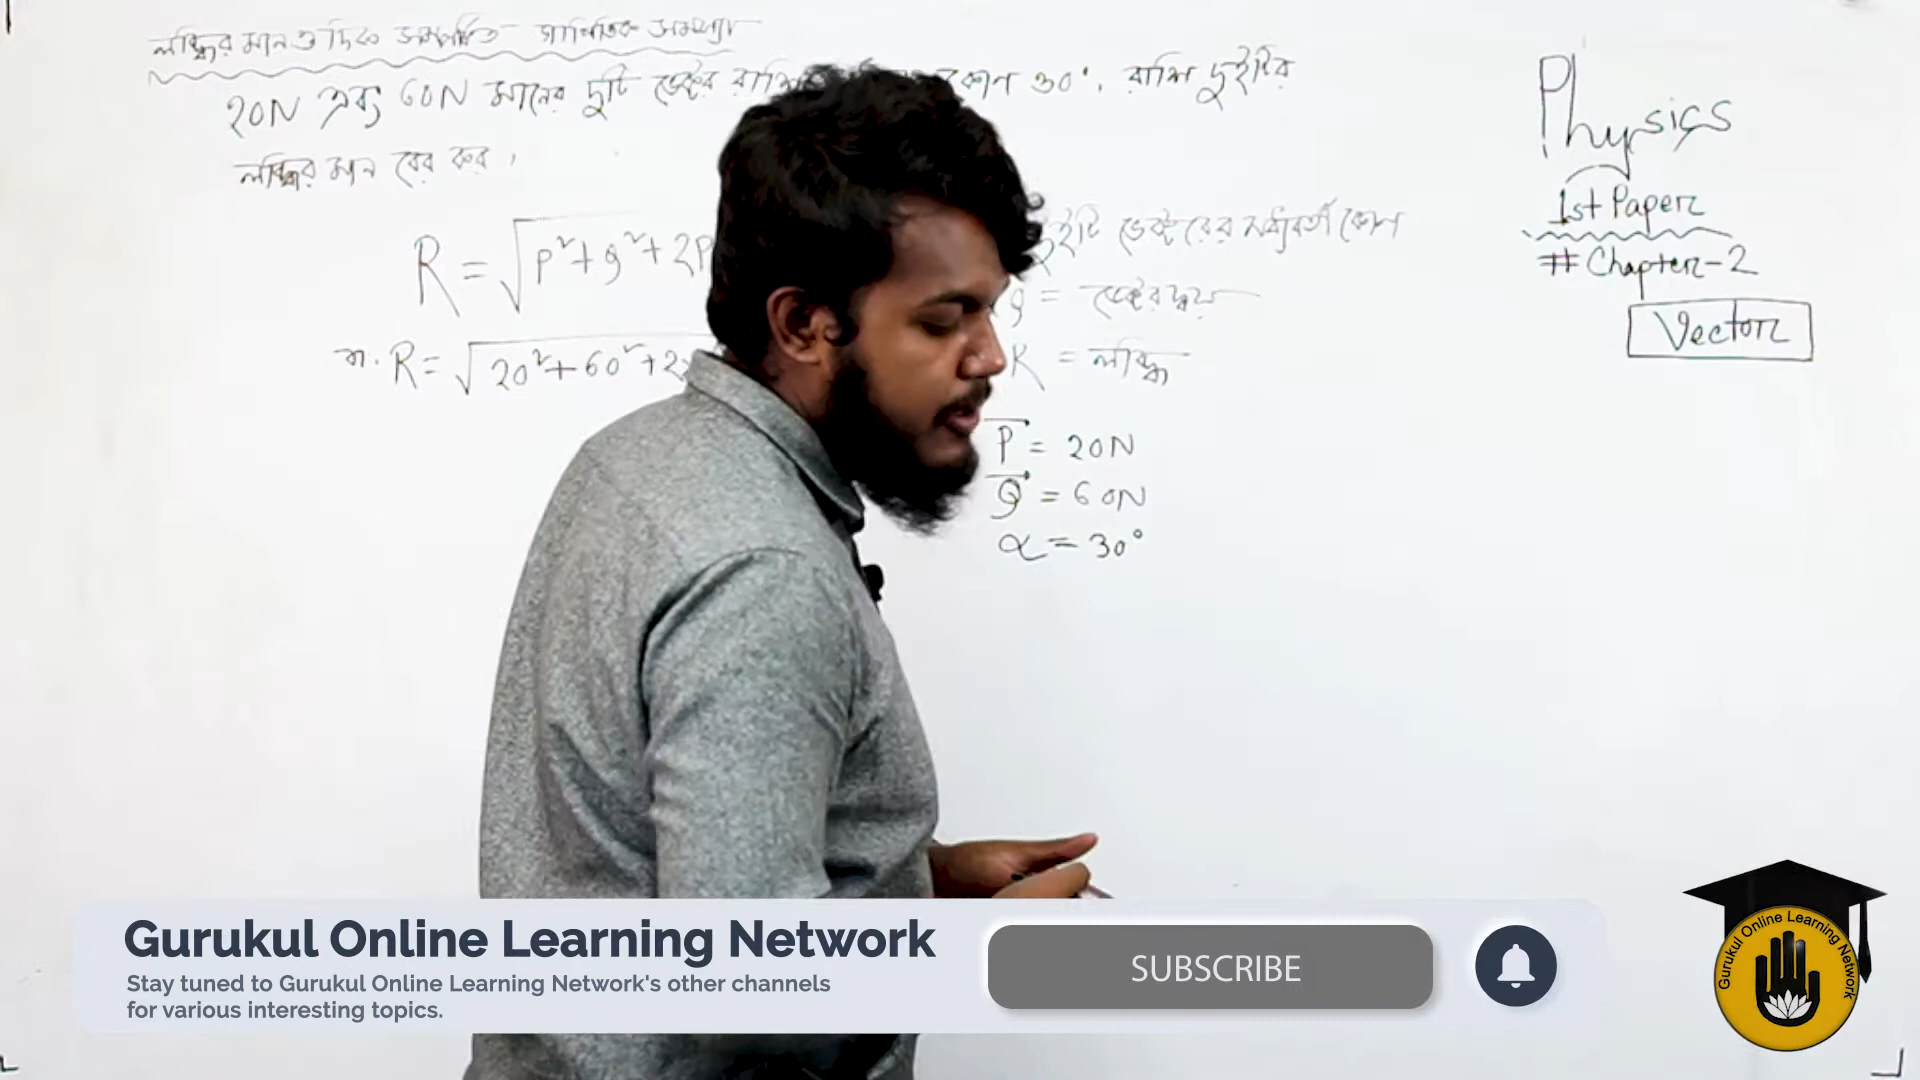 লব্ধির মান ও দিক সম্পর্কিত গাণিতিক সমস্যা
20N এবং 60N মানের দুটি ভেক্টর রাশির কোণ ৩০°, রাশি দুইটির
লব্ধির মান বের কর।
R = √P²+Q²+2P
দুইটি ভেক্টরের মধ্যবর্তী কোণ
Q = ভেক্টরদ্বয়
বা, R = √20²+60²+2
R = লব্ধি
P = 20N
Q = 60N
α = 30°
Physics
1st Paper
# Chapter-2
Vector
Gurukul Online Learning Network
Stay tuned to Gurukul Online Learning Network's other channels
for various interesting topics.
SUBSCRIBE
Gurukul Online Learning Network